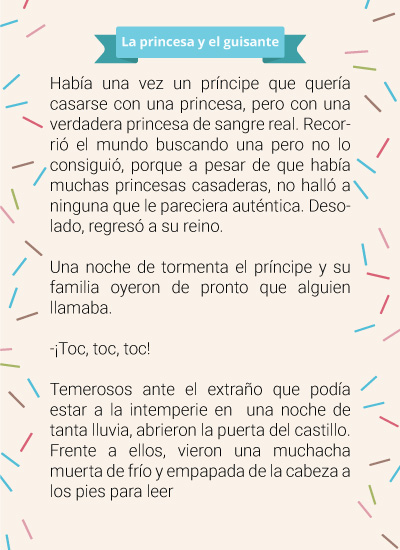 La princesa y el guisante
Había una vez un príncipe que quería
casarse con una princesa, pero con una
verdadera princesa de sangre real. Recor-
rió el mundo buscando una pero no lo
consiguió, porque a pesar de que había
muchas princesas casaderas, no halló a
ninguna que le pareciera auténtica. Deso-
lado, regresó a su reino.
Una noche de tormenta el príncipe y su
familia oyeron de pronto que alguien
llamaba.
-¡Toc, toc, toc!
Temerosos ante el extraño que podía
estar a la intemperie en una noche de
tanta lluvia, abrieron la puerta del castillo.
Frente a ellos, vieron una muchacha
muerta de frío y empapada de la cabeza a
los pies para leer